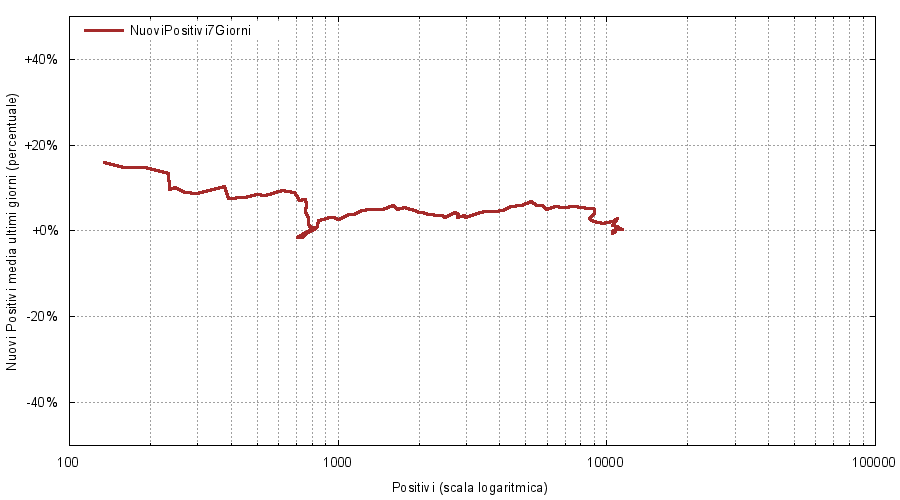 NuoviPositivi7Giorni
+40%
+20%
+0%
-20%
-40%
Nuovi Positivi media ultimi giorni (percentuale)
100 1000 10000 100000
Positivi (scala logaritmica)